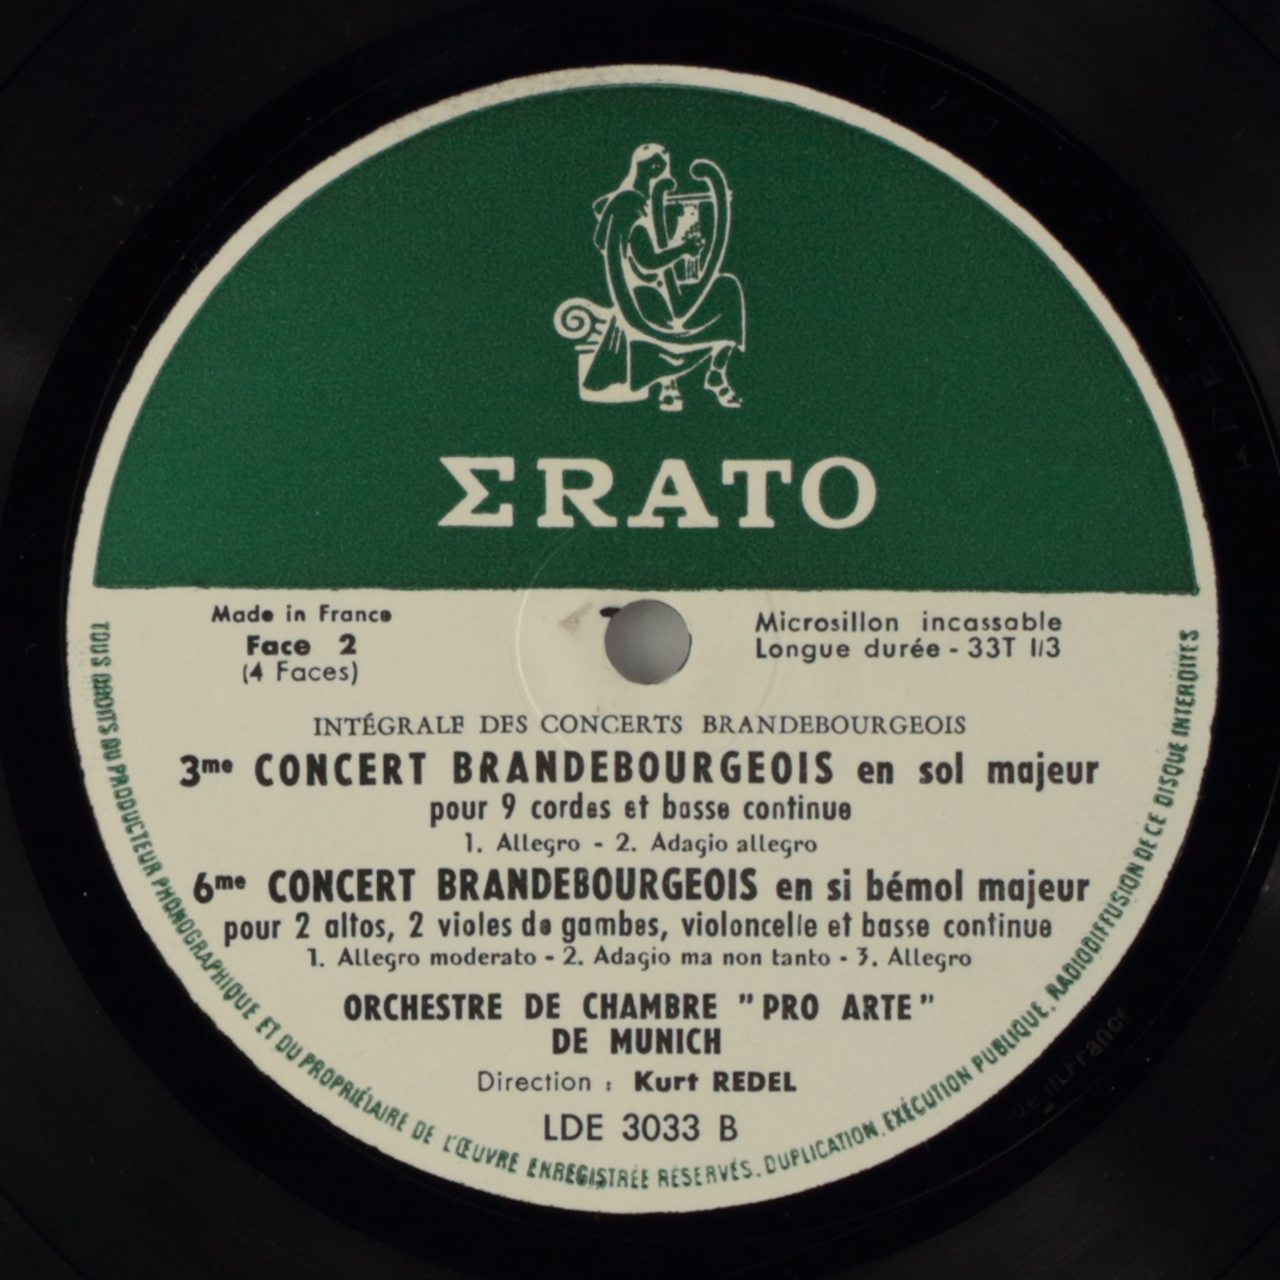 ΣRATO
Made in France
Face 2
(4 Faces)
Microsillon incassable
Longue durée - 33T 1/3
INTÉGRALE DES CONCERTS BRANDEBOURGEOIS
3me CONCERT BRANDEBOURGEOIS en sol majeur
pour 9 cordes et basse continue
1. Allegro - 2. Adagio allegro
6me CONCERT BRANDEBOURGEOIS en si bémol majeur
pour 2 altos, 2 violes de gambes, violoncelle et basse continue
1. Allegro moderato - 2. Adagio ma non tanto - 3. Allegro
ORCHESTRE DE CHAMBRE "PRO ARTE"
DE MUNICH
Direction : Kurt REDEL
LDE 3033 B
TOUS DROITS DU PRODUCTEUR PHONOGRAPHIQUE ET DU PROPRIÉTAIRE DE L'ŒUVRE ENREGISTRÉE RÉSERVÉS. DUPLICATION. EXÉCUTION PUBLIQUE. RADIODIFFUSION DE CE DISQUE INTERDITES
in France